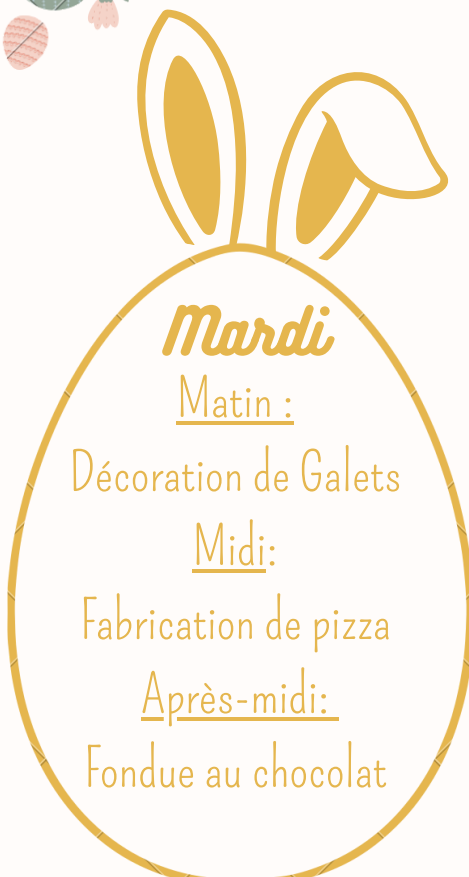 Mardi
Matin :
Décoration de Galets
Midi:
Fabrication de pizza
Après-midi:
Fondue au chocolat